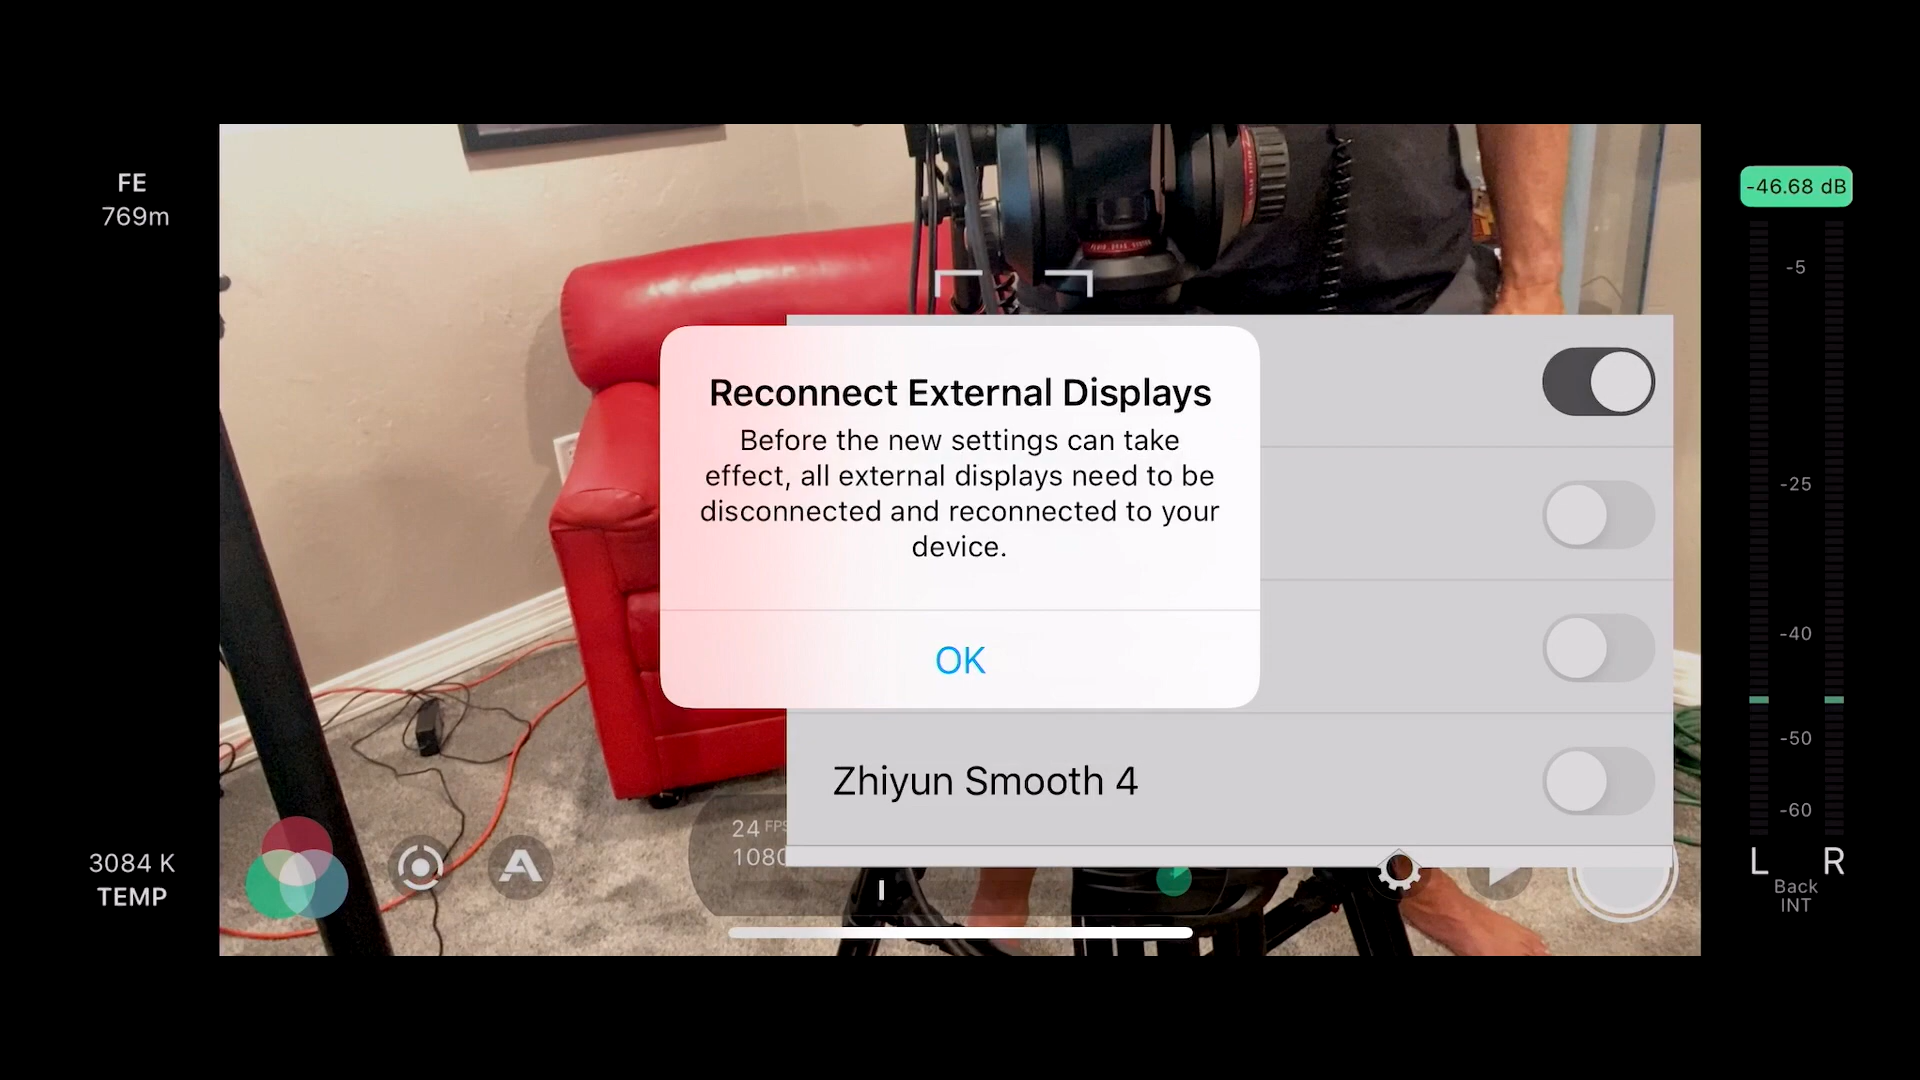 FE
769m
-46.68 dB
-5
-25
-40
-50
-60
L R
Back
INT
Reconnect External Displays
Before the new settings can take
effect, all external displays need to be
disconnected and reconnected to your
device.
OK
Zhiyun Smooth 4
24 FPS
1080
3084 K
TEMP